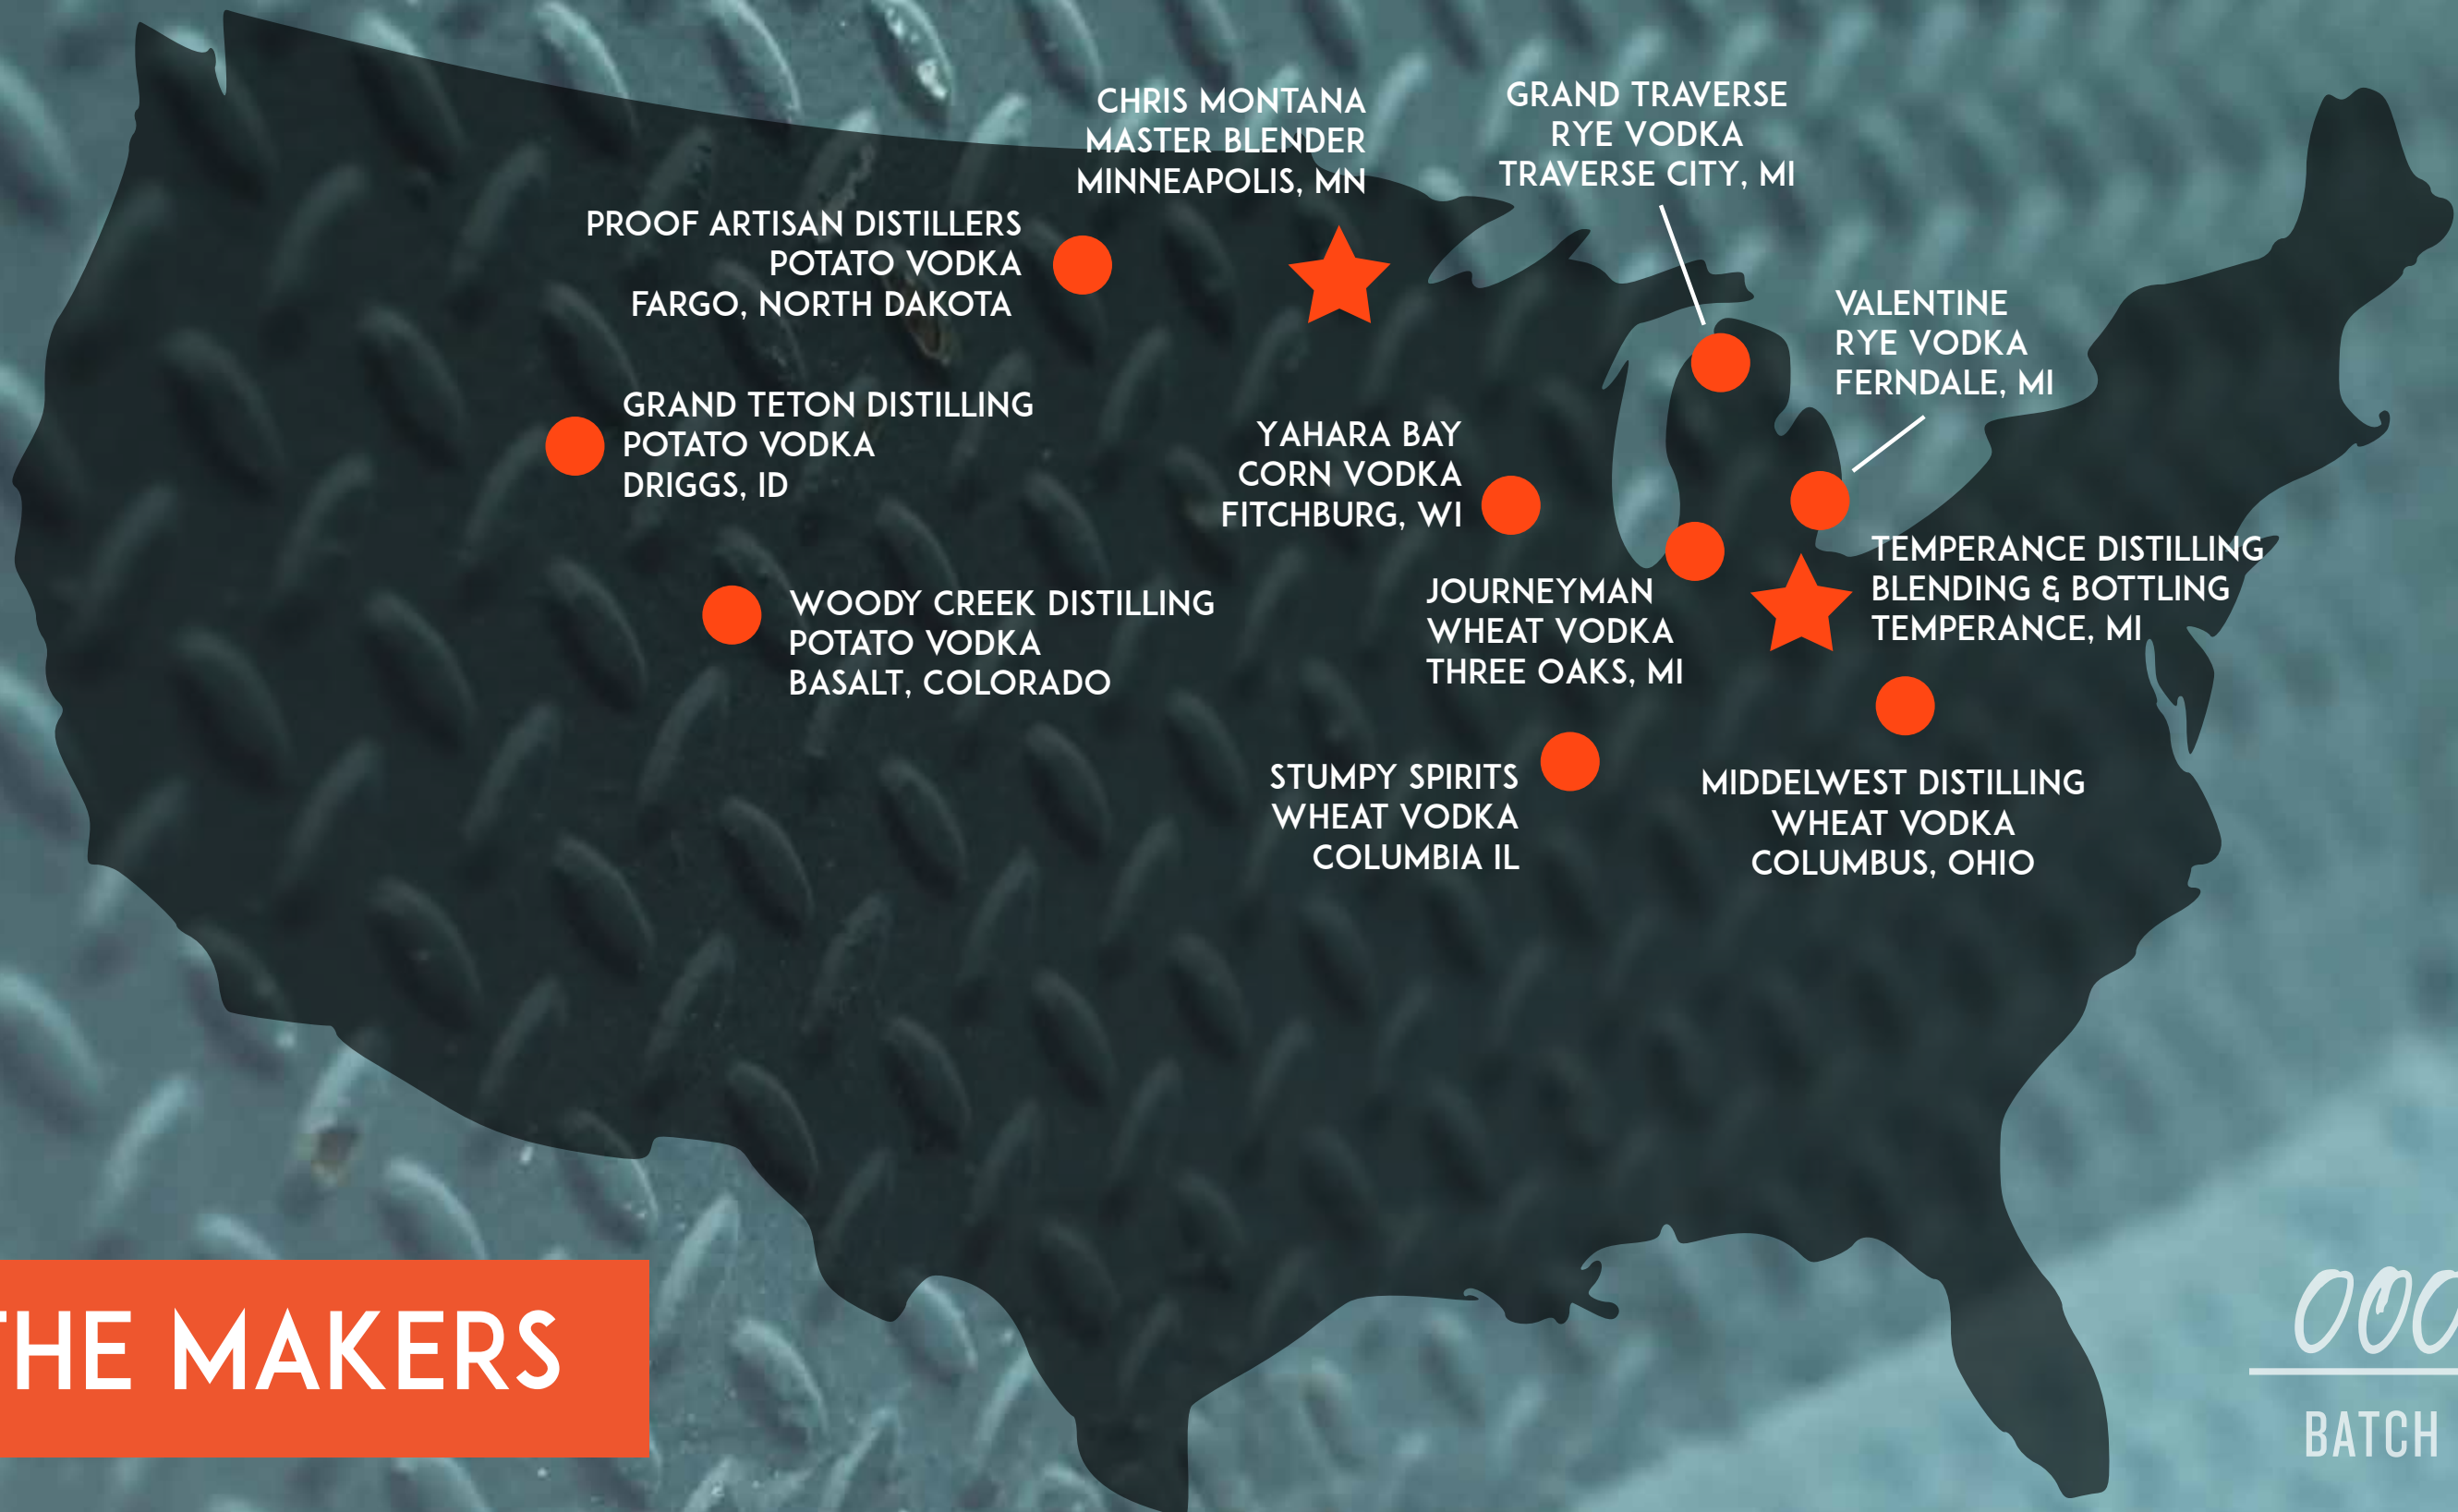 CHRIS MONTANA
MASTER BLENDER
MINNEAPOLIS, MN
GRAND TRAVERSE
RYE VODKA
TRAVERSE CITY, MI
PROOF ARTISAN DISTILLERS
POTATO VODKA
FARGO, NORTH DAKOTA
VALENTINE
RYE VODKA
FERNDALE, MI
GRAND TETON DISTILLING
POTATO VODKA
DRIGGS, ID
YAHARA BAY
CORN VODKA
FITCHBURG, WI
TEMPERANCE DISTILLING
BLENDING & BOTTLING
TEMPERANCE, MI
WOODY CREEK DISTILLING
POTATO VODKA
BASALT, COLORADO
JOURNEYMAN
WHEAT VODKA
THREE OAKS, MI
STUMPY SPIRITS
WHEAT VODKA
COLUMBIA IL
MIDDELWEST DISTILLING
WHEAT VODKA
COLUMBUS, OHIO
THE MAKERS
000
BATCH